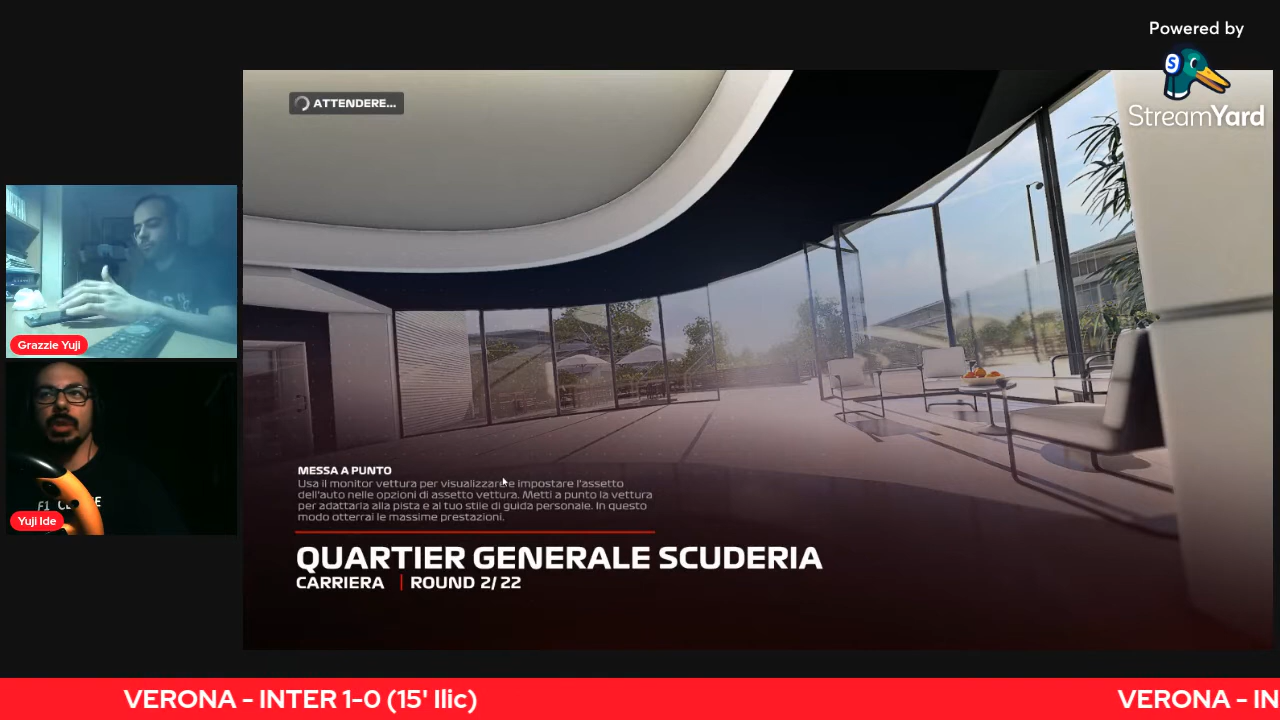 Powered by
StreamYard
ATTENDERE...
Grazzie Yuji
F1
Yuji Ide
MESSA A PUNTO
Usa il monitor vettura per visualizzare e impostare l'assetto
dell'auto nelle opzioni di assetto vettura. Metti a punto la vettura
per adattarla alla pista e al tuo stile di guida personale. In questo
modo otterrai le massime prestazioni.
QUARTIER GENERALE SCUDERIA
CARRIERA | ROUND 2/22
VERONA - INTER 1-0 (15' Ilic)
VERONA - IN